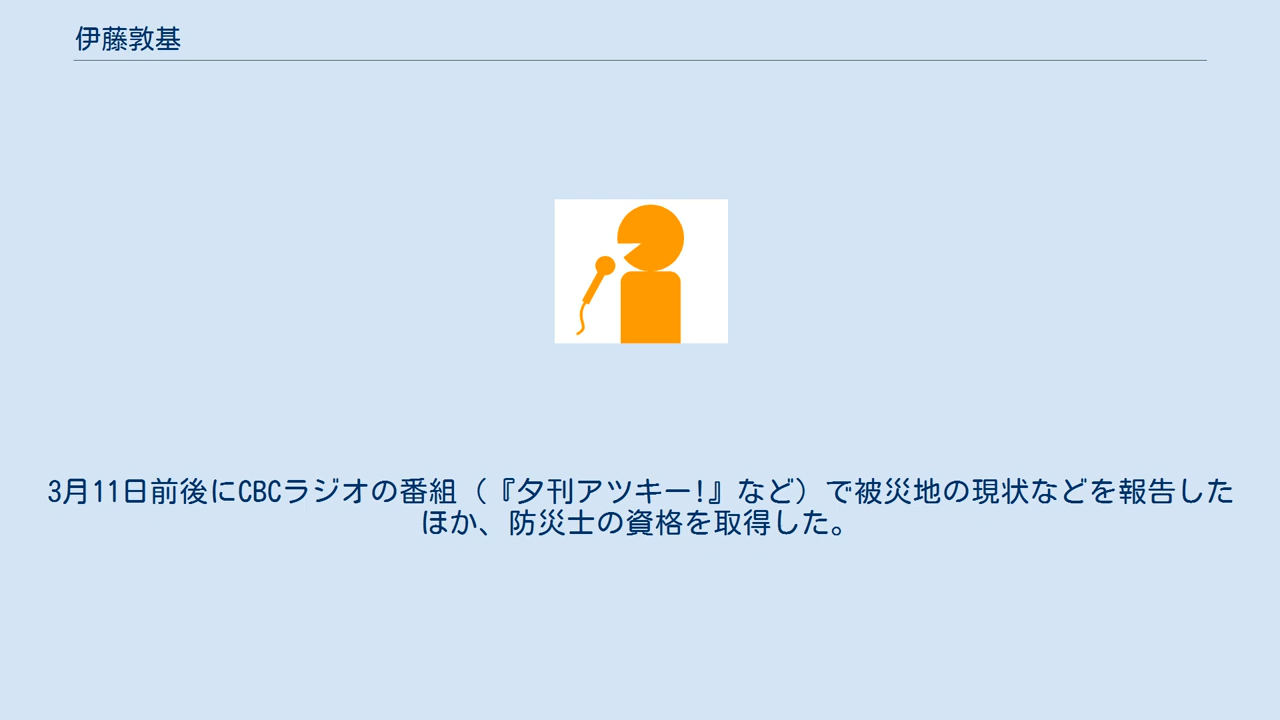 伊藤敦基
3月11日前後にCBCラジオの番組（『夕刊アツキー!』など）で被災地の現状などを報告した
ほか、防災士の資格を取得した。